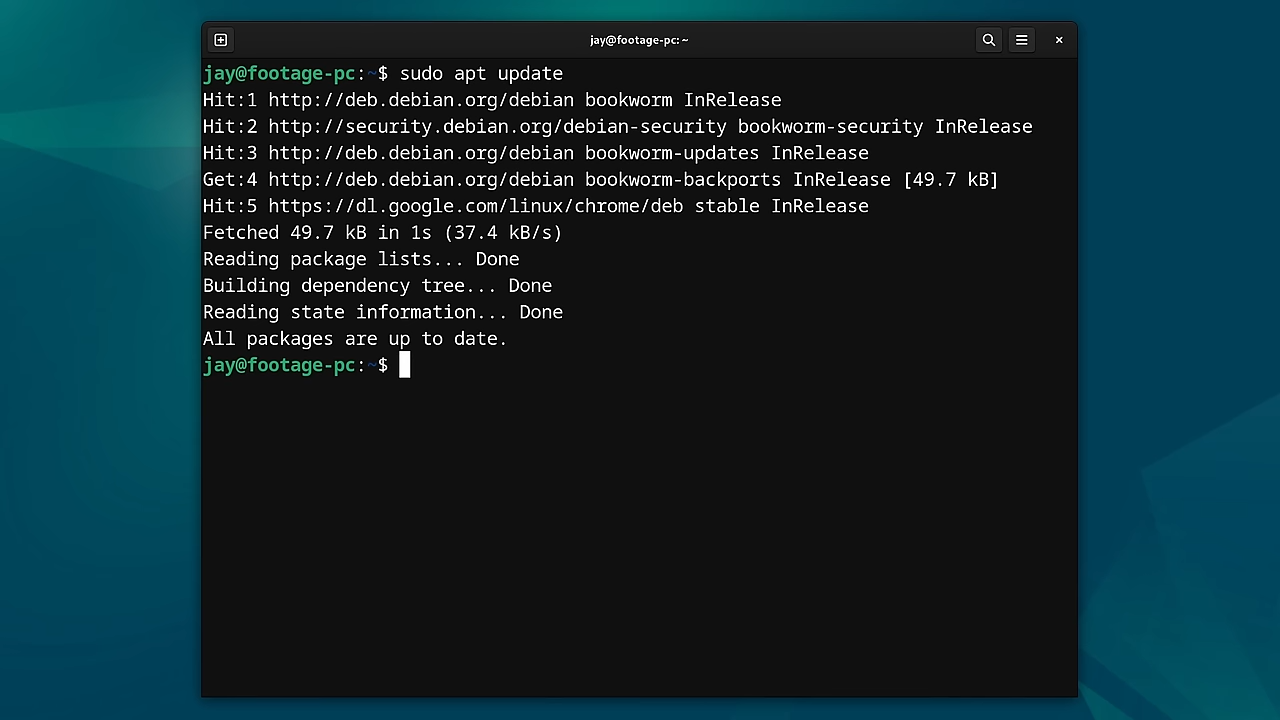 jay@footage-pc:~
jay@footage-pc:~$ sudo apt update
Hit:1 http://deb.debian.org/debian bookworm InRelease
Hit:2 http://security.debian.org/debian-security bookworm-security InRelease
Hit:3 http://deb.debian.org/debian bookworm-updates InRelease
Get:4 http://deb.debian.org/debian bookworm-backports InRelease [49.7 kB]
Hit:5 https://dl.google.com/linux/chrome/deb stable InRelease
Fetched 49.7 kB in 1s (37.4 kB/s)
Reading package lists... Done
Building dependency tree... Done
Reading state information... Done
All packages are up to date.
jay@footage-pc:~$